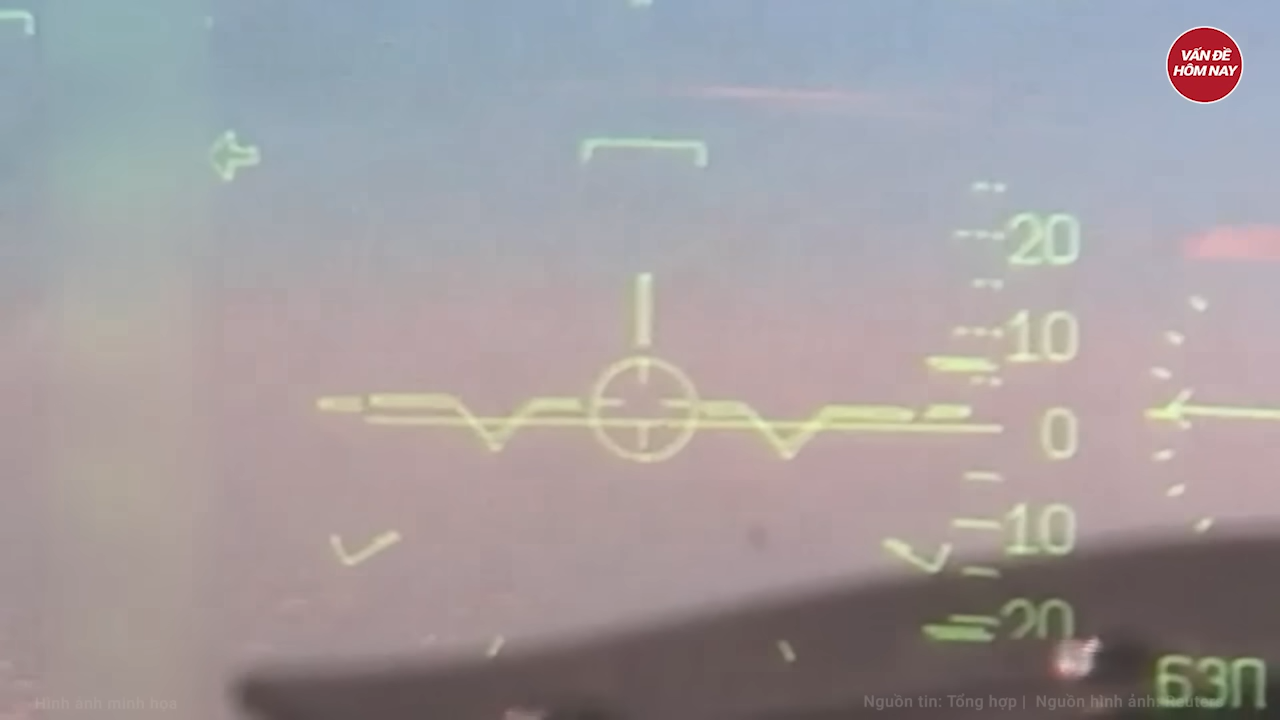 VẤN ĐỀ
HÔM NAY
20
10
0
10
20
63П
Hình ảnh minh họa
Nguồn tin: Tổng hợp | Nguồn hình ảnh: Reuters